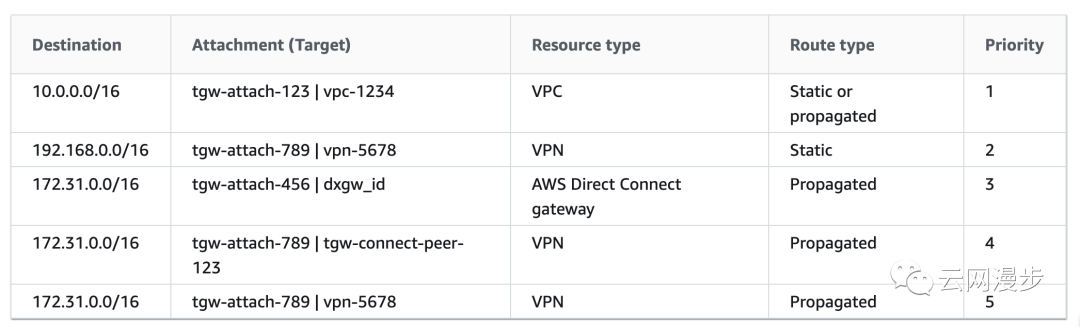 Destination Attachment (Target) Resource type Route type Priority
10.0.0.0/16 tgw-attach-123 | vpc-1234 VPC Static or 1
propagated
192.168.0.0/16 tgw-attach-789 | vpn-5678 VPN Static 2
172.31.0.0/16 tgw-attach-456 | dxgw_id AWS Direct Connect Propagated 3
gateway
172.31.0.0/16 tgw-attach-789 | tgw-connect-peer- VPN Propagated 4
123
172.31.0.0/16 tgw-attach-789 | vpn-5678 VPN Propagated 5
云网漫步